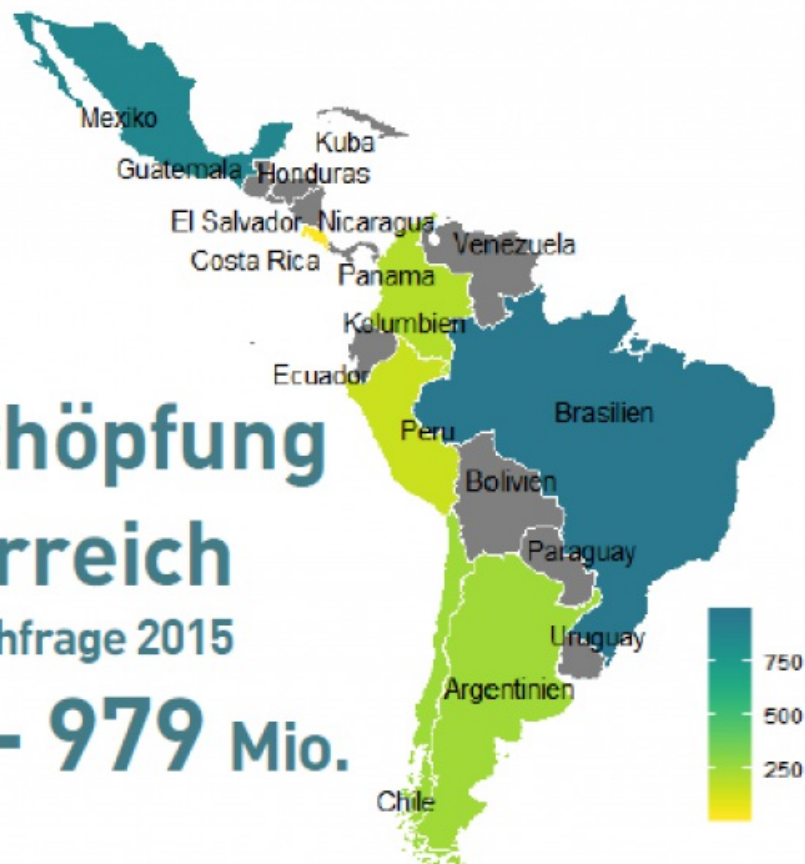 Mexiko
Kuba
Guatemala Honduras
El Salvador Nicaragua
Venezuela
Costa Rica
Panama
Kolumbien
Ecuador
Brasilien
Peru
höpfung
Bolivien
rreich
Paraguay
hfrage 2015
Uruguay
750
Argentinien
500
- 979 Mio.
250
Chile